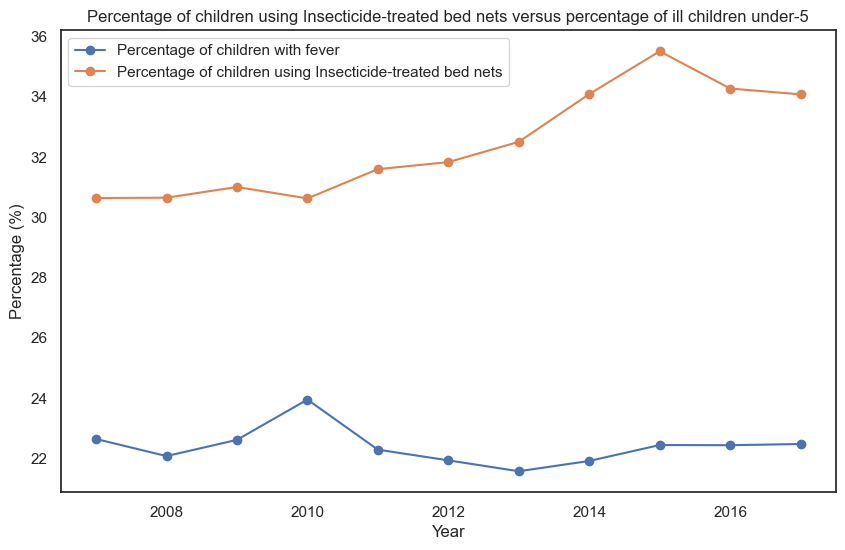 Percentage of children using Insecticide-treated bed nets versus percentage of ill children under-5
Percentage of children with fever
Percentage of children using Insecticide-treated bed nets
Percentage (%)
36
34
32
30
28
26
24
22
2008
2010
2012
2014
2016
Year